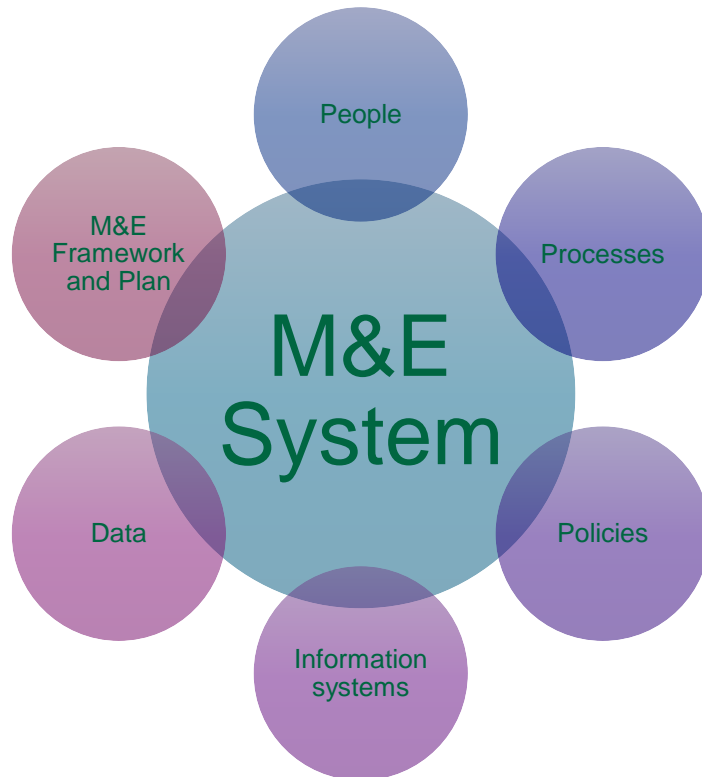 People
Processes
Policies
Information
systems
Data
M&E
Framework
and Plan
M&E
System